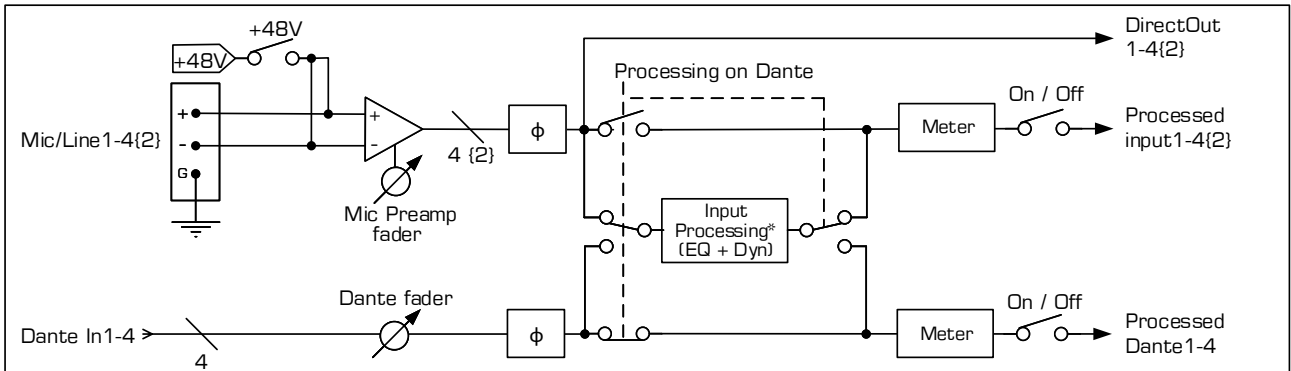 +48V
+48V
DirectOut
1-4{2}
Processing on Dante
On / Off
+
-
G
Mic/Line1-4{2}
+
-
4 {2}
ϕ
Meter
Processed
input1-4{2}
Mic Preamp
fader
Input
Processing*
(EQ + Dyn)
Dante fader
On / Off
Dante In1-4
4
ϕ
Meter
Processed
Dante1-4